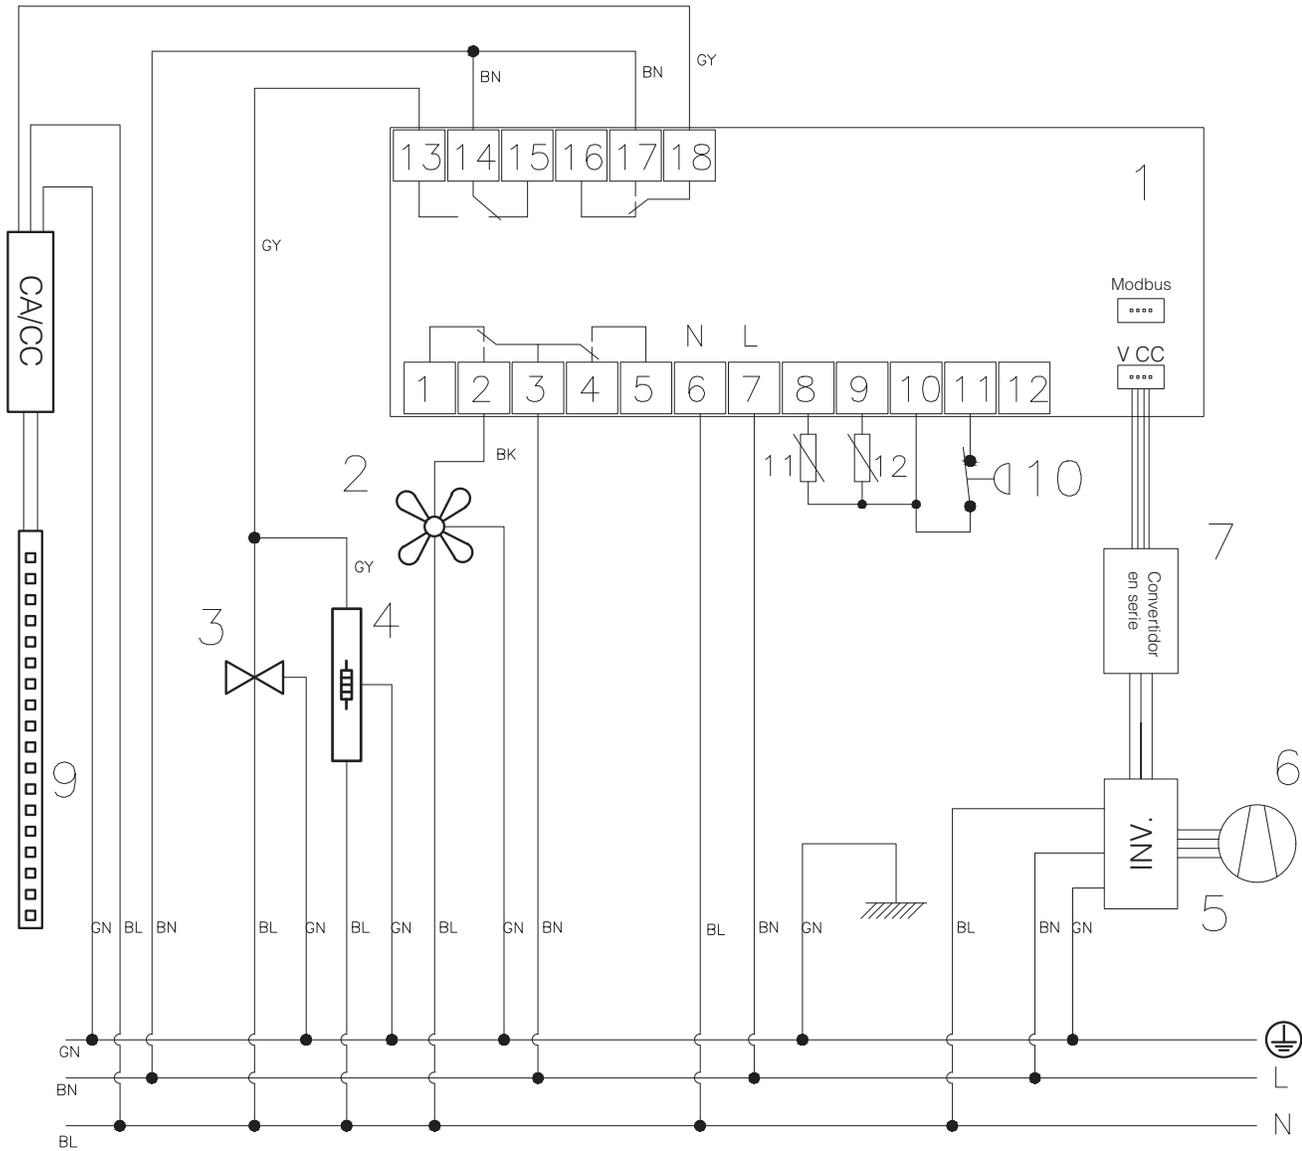 GY
BN
BN
13 14 15 16 17 18
1
GY
CA/CC
Modbus
N L
V CC
1 2 3 4 5 6 7 8 9 10 11 12
2
BK
11
12
10
7
GY
Convertidor
en serie
3
4
9
6
INV.
5
GN BL BN BL GN BL GN BL GN BN BL BN GN BL BN GN
GN
L
BN
N
BL